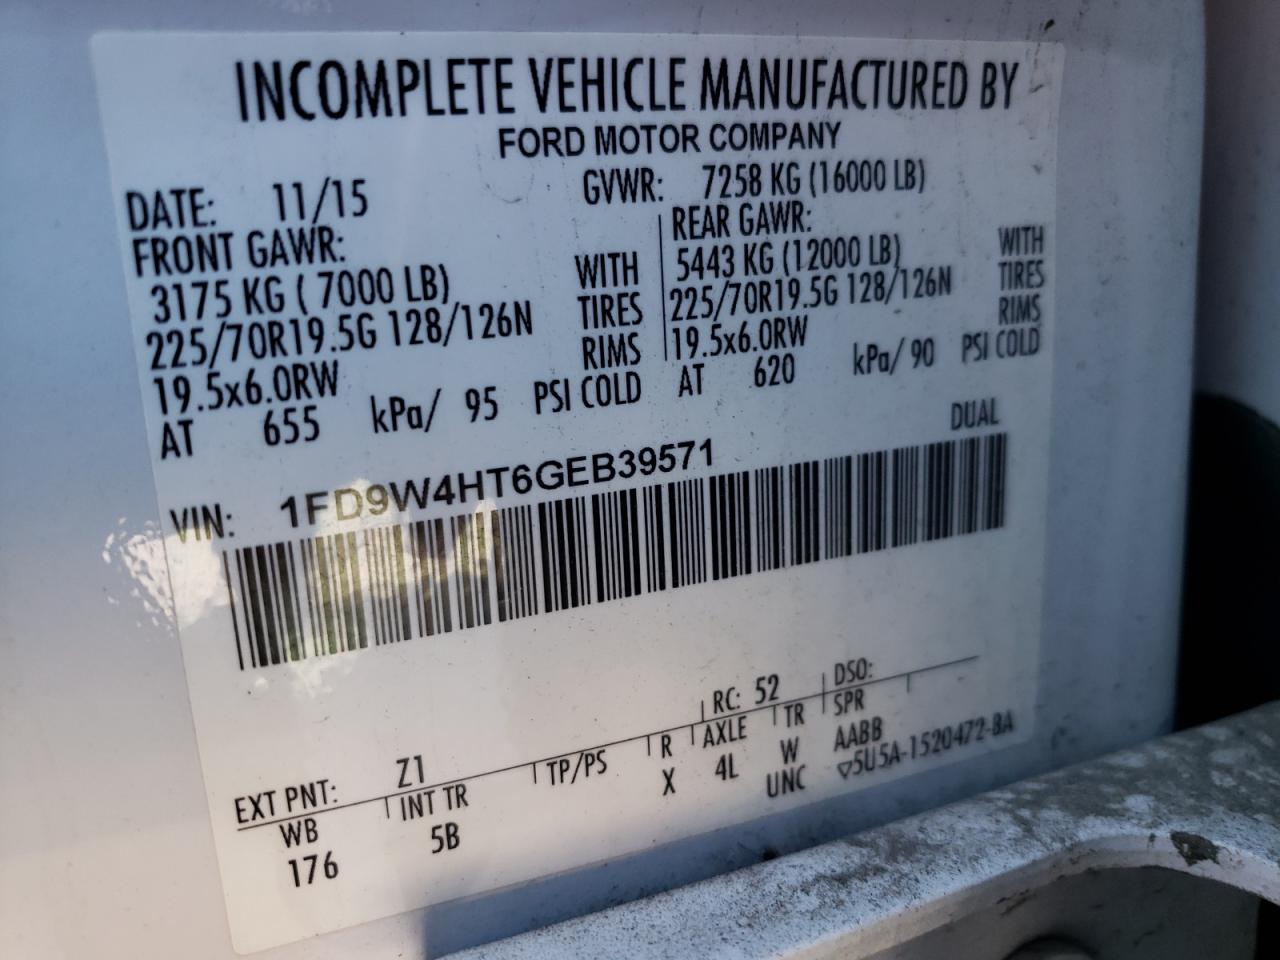 INCOMPLETE VEHICLE MANUFACTURED BY
FORD MOTOR COMPANY
DATE: 11/15 GVWR: 7258 KG (16000 LB)
FRONT GAWR: REAR GAWR:
3175 KG ( 7000 LB) WITH 5443 KG (12000 LB) WITH
225/70R19.5G 128/126N TIRES 225/70R19.5G 128/126N TIRES
19.5x6.0RW RIMS 19.5x6.0RW RIMS
AT 655 kPa/ 95 PSI COLD AT 620 kPa/ 90 PSI COLD
DUAL
VIN: 1FD9W4HT6GEB39571
EXT PNT: Z1 RC: 52 DSO:
WB INT TR TP/PS R AXLE TR SPR
176 5B X 4L W AABB
UNC ▽5U5A-1520472-BA